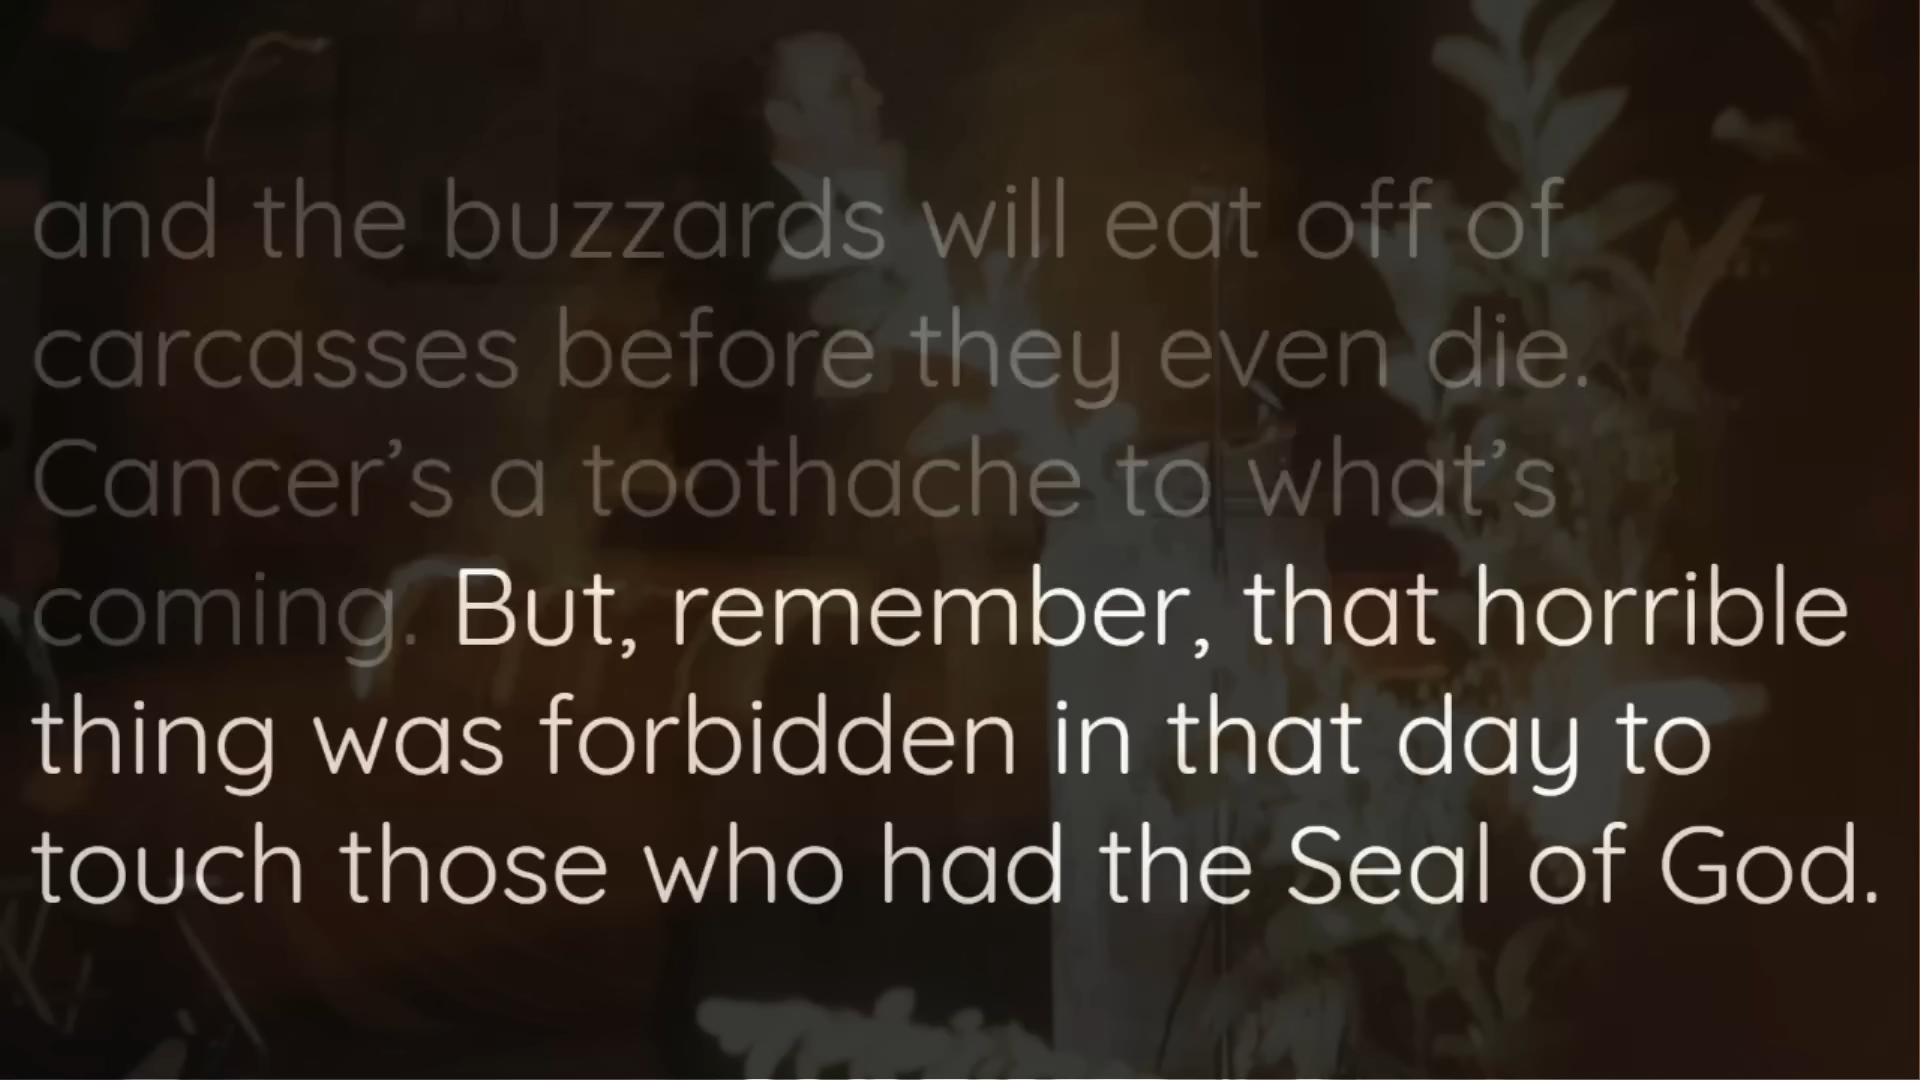 and the buzzards will eat off of
carcasses before they even die.
Cancer’s a toothache to what’s
coming. But, remember, that horrible
thing was forbidden in that day to
touch those who had the Seal of God.